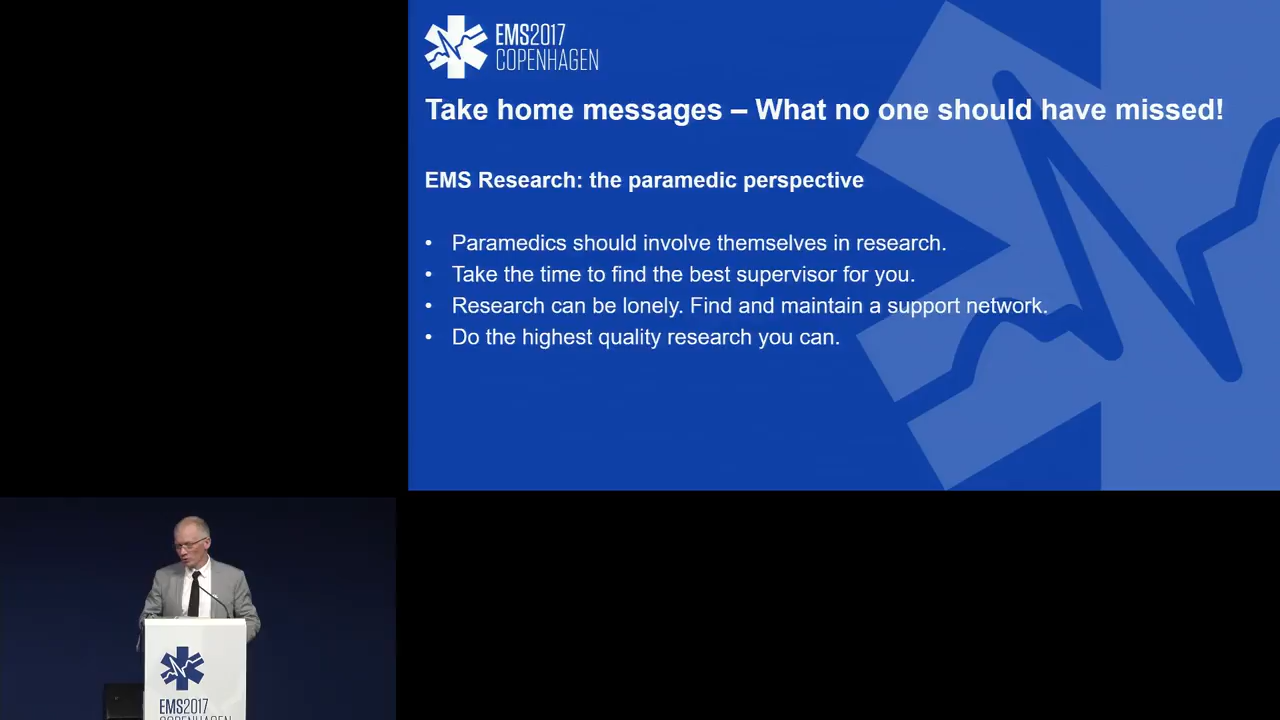 EMS2017
COPENHAGEN
Take home messages – What no one should have missed!
EMS Research: the paramedic perspective
• Paramedics should involve themselves in research.
• Take the time to find the best supervisor for you.
• Research can be lonely. Find and maintain a support network.
• Do the highest quality research you can.
EMS2017
COPENHAGEN